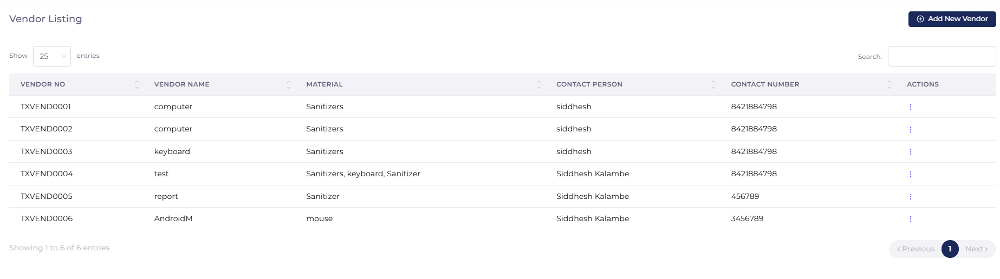 Vendor Listing
Add New Vendor
Show 25 entries
Search:
VENDOR NO VENDOR NAME MATERIAL CONTACT PERSON CONTACT NUMBER ACTIONS
TXVEND0001 computer Sanitizers siddhesh 8421884798
TXVEND0002 computer Sanitizers siddhesh 8421884798
TXVEND0003 keyboard Sanitizers siddhesh 8421884798
TXVEND0004 test Sanitizers, keyboard, Sanitizer Siddhesh Kalambe 8421884798
TXVEND0005 report Sanitizer Siddhesh Kalambe 456789
TXVEND0006 AndroidM mouse Siddhesh Kalambe 3456789
Showing 1 to 6 of 6 entries
Previous 1 Next